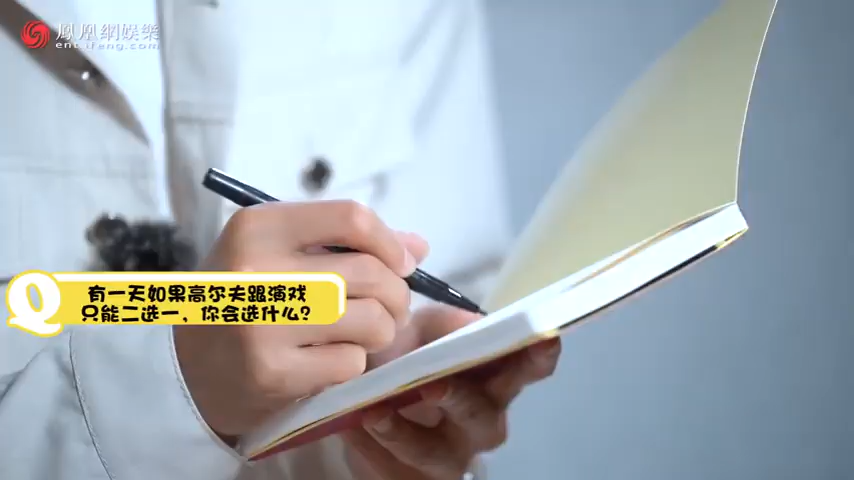 鳳凰網娛樂
ent.ifeng.com
Q
有一天如果高尔夫跟演戏
只能二选一，你会选什么?